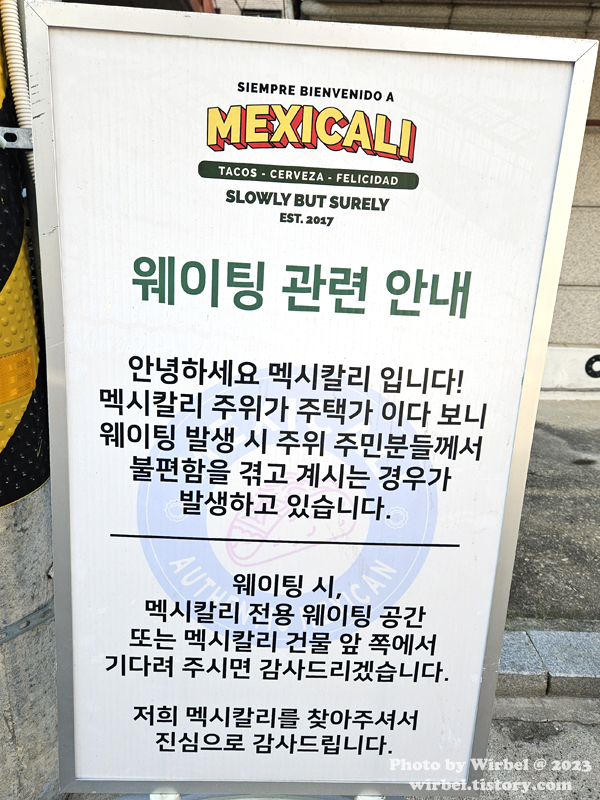 SIEMPRE BIENVENIDO A
MEXICALI
TACOS - CERVEZA - FELICIDAD
SLOWLY BUT SURELY
EST. 2017
웨이팅 관련 안내
안녕하세요 멕시칼리 입니다!
멕시칼리 주위가 주택가 이다 보니
웨이팅 발생 시 주위 주민분들께서
불편함을 겪고 계시는 경우가
발생하고 있습니다.
웨이팅 시,
멕시칼리 전용 웨이팅 공간
또는 멕시칼리 건물 앞 쪽에서
기다려 주시면 감사드리겠습니다.
저희 멕시칼리를 찾아주셔서
진심으로 감사드립니다.
Photo by Wirbel @ 2023
wirbel.tistory.com